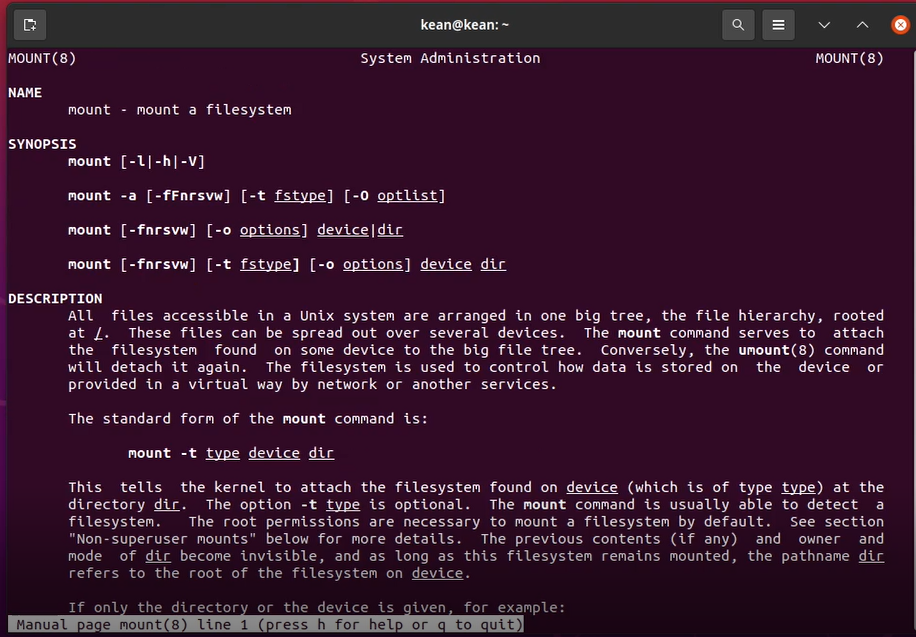 kean@kean: ~
MOUNT(8) System Administration MOUNT(8)
NAME
mount - mount a filesystem
SYNOPSIS
mount [-l|-h|-V]
mount -a [-fFnrsvw] [-t fstype] [-O optlist]
mount [-fnrsvw] [-o options] device|dir
mount [-fnrsvw] [-t fstype] [-o options] device dir
DESCRIPTION
All files accessible in a Unix system are arranged in one big tree, the file hierarchy, rooted
at /. These files can be spread out over several devices. The mount command serves to attach
the filesystem found on some device to the big file tree. Conversely, the umount(8) command
will detach it again. The filesystem is used to control how data is stored on the device or
provided in a virtual way by network or another services.
The standard form of the mount command is:
mount -t type device dir
This tells the kernel to attach the filesystem found on device (which is of type type) at the
directory dir. The option -t type is optional. The mount command is usually able to detect a
filesystem. The root permissions are necessary to mount a filesystem by default. See section
"Non-superuser mounts" below for more details. The previous contents (if any) and owner and
mode of dir become invisible, and as long as this filesystem remains mounted, the pathname dir
refers to the root of the filesystem on device.
If only the directory or the device is given, for example:
Manual page mount(8) line 1 (press h for help or q to quit)